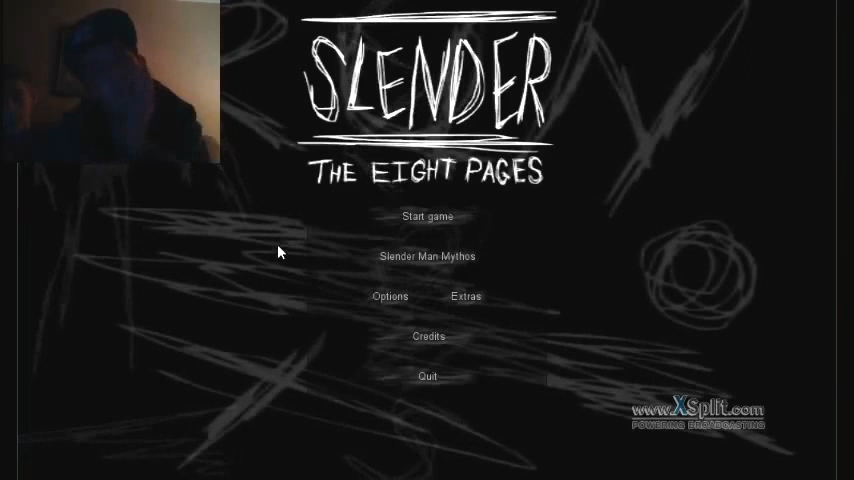 SLENDER
THE EIGHT PAGES
Start game
Slender Man Mythos
Options Extras
Credits
Quit
www.XSplit.com
POWERING BROADCASTING